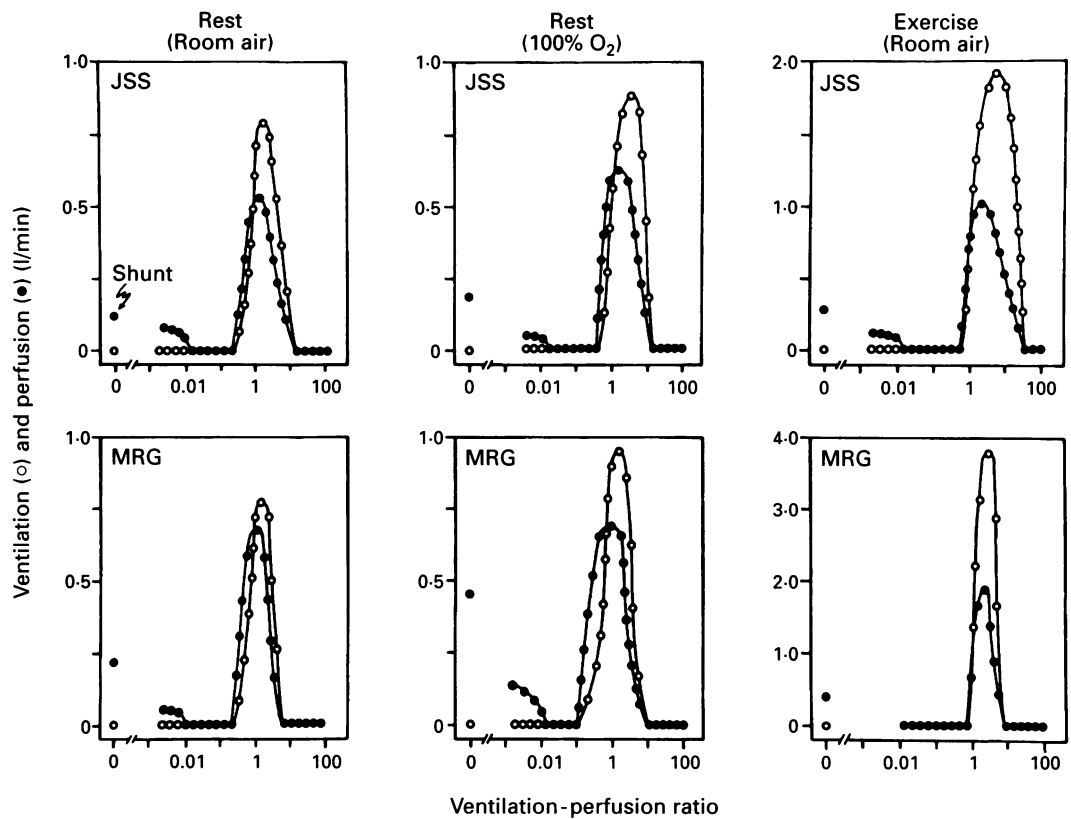 Rest
(Room air)
Rest
(100% O₂)
Exercise
(Room air)
Ventilation (○) and perfusion (●) (l/min)
1·0
0·5
0
JSS
Shunt
0
0.01
1
100
1·0
0·5
0
JSS
0
0.01
1
100
2·0
1·0
0
JSS
0
0.01
1
100
1·0
0·5
0
MRG
0
0.01
1
100
1·0
0·5
0
MRG
0
0.01
1
100
4·0
3·0
2·0
1·0
0
MRG
0
0.01
1
100
Ventilation-perfusion ratio